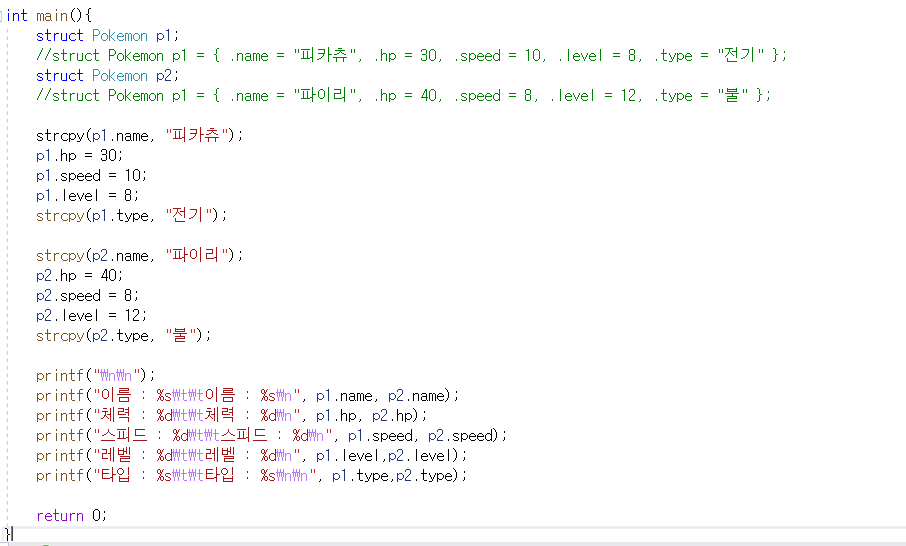 int main(){
struct Pokemon p1;
//struct Pokemon p1 = { .name = "피카츄", .hp = 30, .speed = 10, .level = 8, .type = "전기" };
struct Pokemon p2;
//struct Pokemon p1 = { .name = "파이리", .hp = 40, .speed = 8, .level = 12, .type = "불" };
strcpy(p1.name, "피카츄");
p1.hp = 30;
p1.speed = 10;
p1.level = 8;
strcpy(p1.type, "전기");
strcpy(p2.name, "파이리");
p2.hp = 40;
p2.speed = 8;
p2.level = 12;
strcpy(p2.type, "불");
printf("₩n₩n");
printf("이름 : %s₩t₩t이름 : %s₩n", p1.name, p2.name);
printf("체력 : %d₩t₩t체력 : %d₩n", p1.hp, p2.hp);
printf("스피드 : %d₩t₩t스피드 : %d₩n", p1.speed, p2.speed);
printf("레벨 : %d₩t₩t레벨 : %d₩n", p1.level,p2.level);
printf("타입 : %s₩t₩t타입 : %s₩n₩n", p1.type,p2.type);
return 0;
}